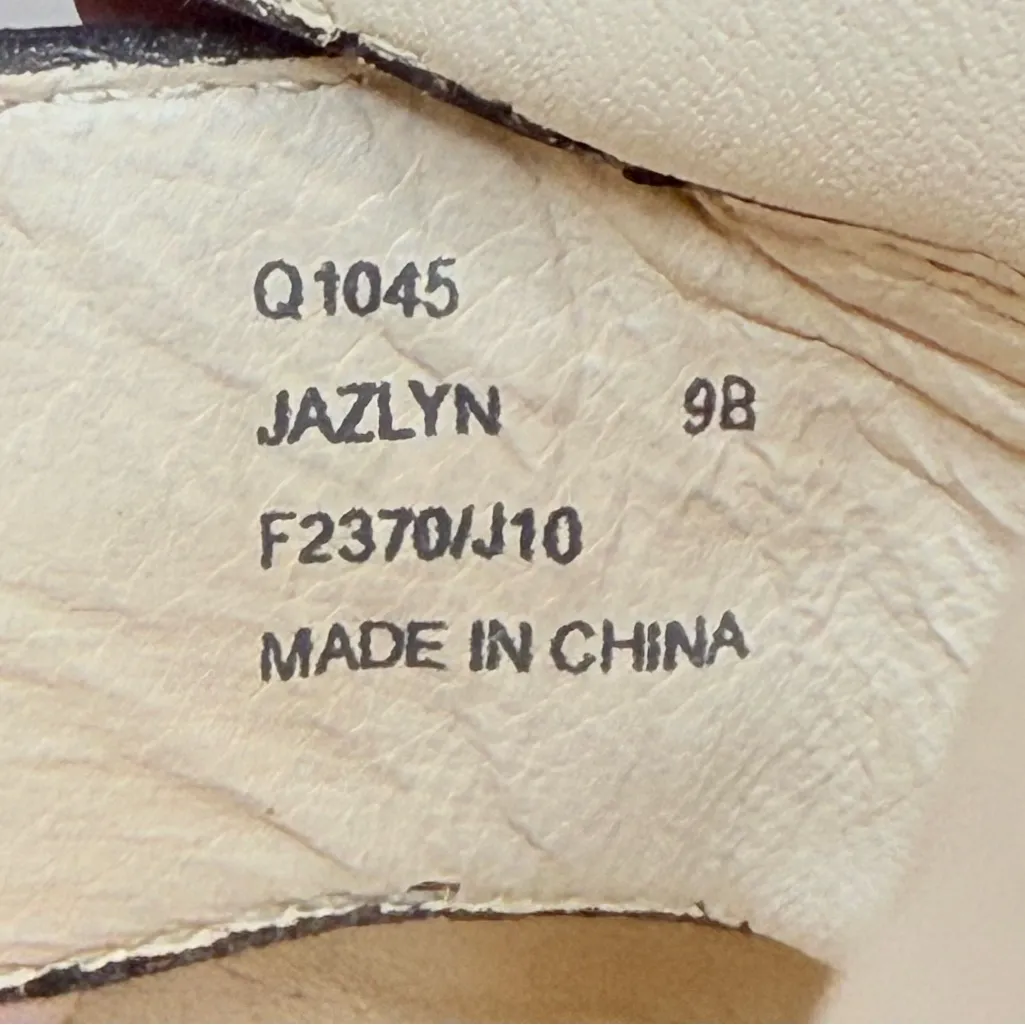 Q1045
JAZLYN 9B
F2370/J10
MADE IN CHINA